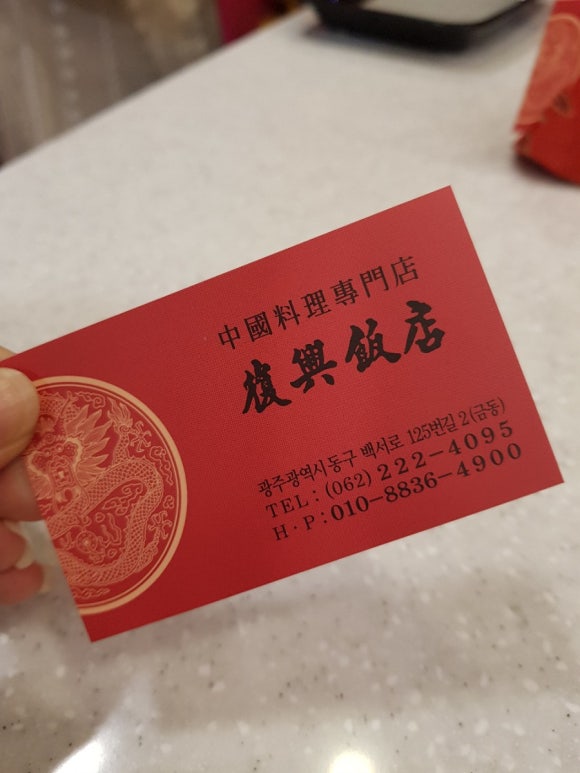 中國料理專門店
復興飯店
광주광역시 동구 백서로 125번길 2(금동)
TEL : (062) 222-4095
H · P : 010-8836-4900